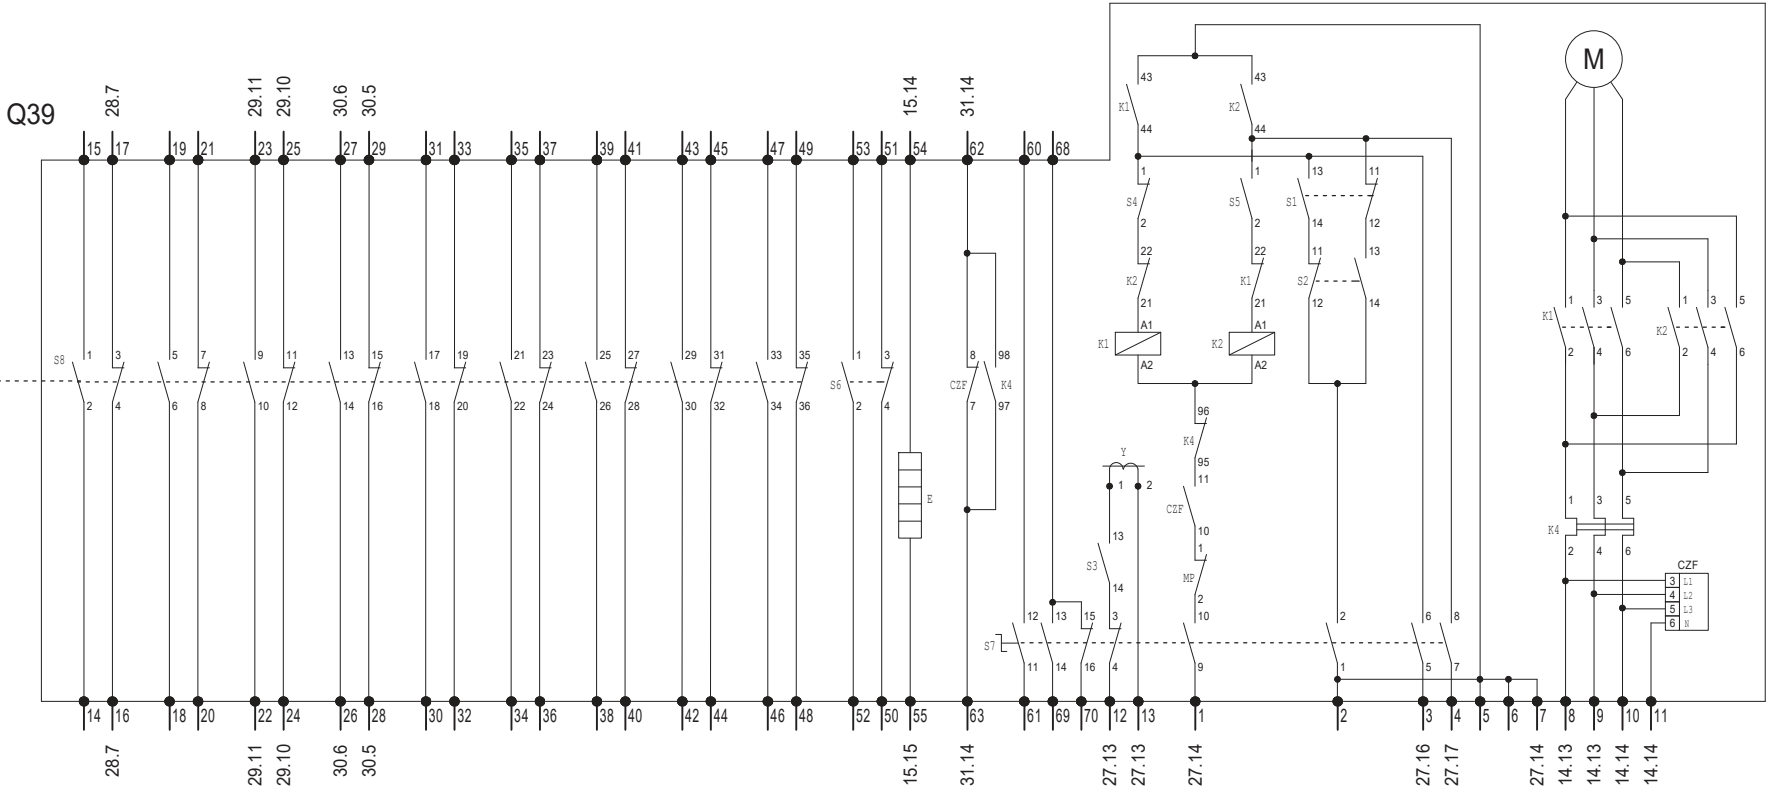 M
28.7 29.11 29.10 30.6 30.5 15.14 31.14
Q39
43 43
K1 K2
44 44
15 17 19 21 23 25 27 29 31 33 35 37 39 41 43 45 47 49 53 51 54 62 60 68
1 1 13 11
S4 S5 S1
2 2 14 12
22 22 11 13
K2 K1 S2
21 21 12 14
1 3 5 1 3 5
K1 K2
2 4 6 2 4 6
A1 A1
K1 K2
A2 A2
S8 1 3 5 7 9 11 13 15 17 19 21 23 25 27 29 31 33 35 1 3 8 98
S6 CZF K4
2 4 6 8 10 12 14 16 18 20 22 24 26 28 30 32 34 36 2 4 7 97
96
K4
95
Y
1 2
11
CZF
10
E
1 3 5
K4
2 4 6
13
S3
14
1
MP
2
CZF
3 L1
4 L2
5 L3
6 N
12 13 15 3 10 2 6 8
S7
11 14 16 4 9 1 5 7
14 16 18 20 22 24 26 28 30 32 34 36 38 40 42 44 46 48 52 50 55 63 61 69 70 12 13 1 2 3 4 5 6 7 8 9 10 11
28.7 29.11 29.10 30.6 30.5 15.15 31.14 27.13 27.13 27.14 27.16 27.17 27.14 14.13 14.13 14.14 14.14